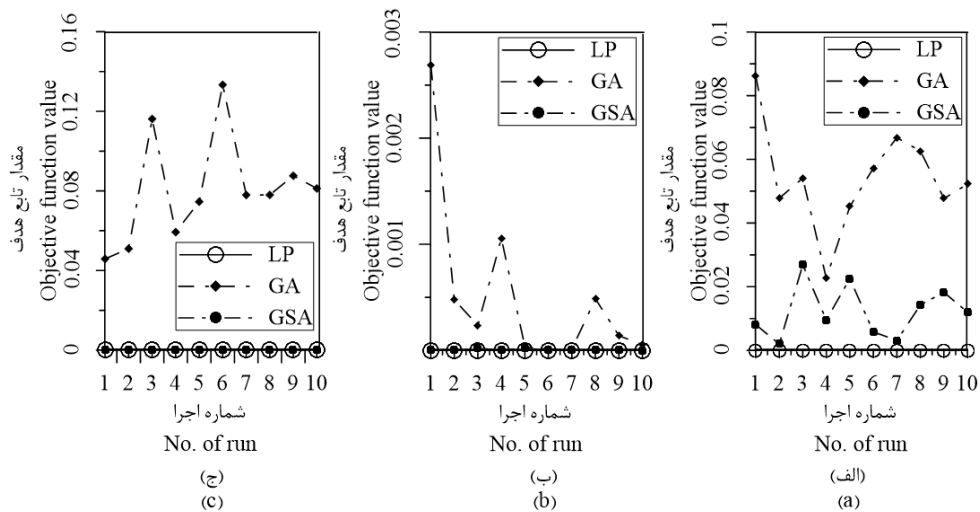 0.16
0.12
0.08
0.04
0
مقدار تابع هدف
Objective function value
LP
GA
GSA
1 2 3 4 5 6 7 8 9 10
شماره اجرا
No. of run
(ج)
(c)
0.003
0.002
0.001
0
مقدار تابع هدف
Objective function value
LP
GA
GSA
1 2 3 4 5 6 7 8 9 10
شماره اجرا
No. of run
(ب)
(b)
0.1
0.08
0.06
0.04
0.02
0
مقدار تابع هدف
Objective function value
LP
GA
GSA
1 2 3 4 5 6 7 8 9 10
شماره اجرا
No. of run
(الف)
(a)